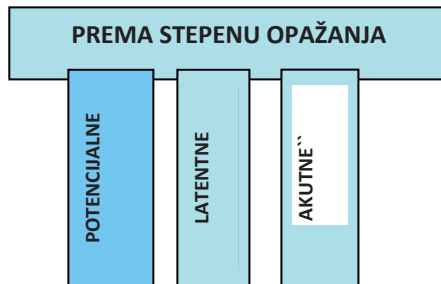 PREMA STEPENU OPAŽANJA
POTENCIJALNE
LATENTNE
AKUTNE``